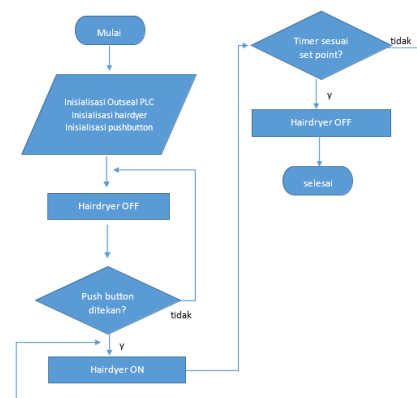 Mulai
Inisialisasi Outseal PLC
Inisialisasi hairdyer
Inisialisasi pushbutton
Hairdryer OFF
Push button
ditekan?
tidak
y
Hairdyer ON
Timer sesuai
set point?
tidak
y
Hairdryer OFF
selesai